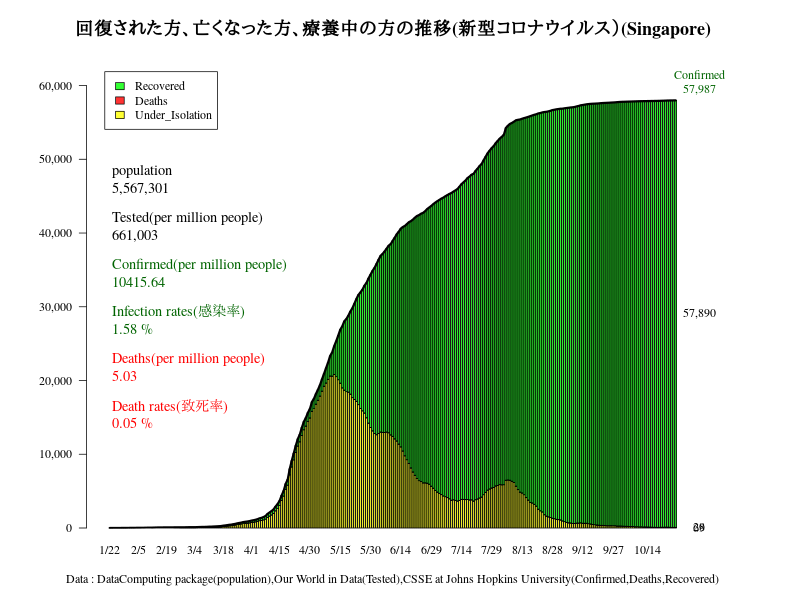 回復された方、亡くなった方、療養中の方の推移(新型コロナウイルス)(Singapore)
Confirmed
57,987
Recovered
Deaths
Under_Isolation
60,000
50,000
40,000
30,000
20,000
10,000
0
population
5,567,301
Tested(per million people)
661,003
Confirmed(per million people)
10415.64
Infection rates(感染率)
1.58 %
Deaths(per million people)
5.03
Death rates(致死率)
0.05 %
57,890
1/22 2/5 2/19 3/4 3/18 4/1 4/15 4/30 5/15 5/30 6/14 6/29 7/14 7/29 8/13 8/28 9/12 9/27 10/14
Data : DataComputing package(population),Our World in Data(Tested),CSSE at Johns Hopkins University(Confirmed,Deaths,Recovered)